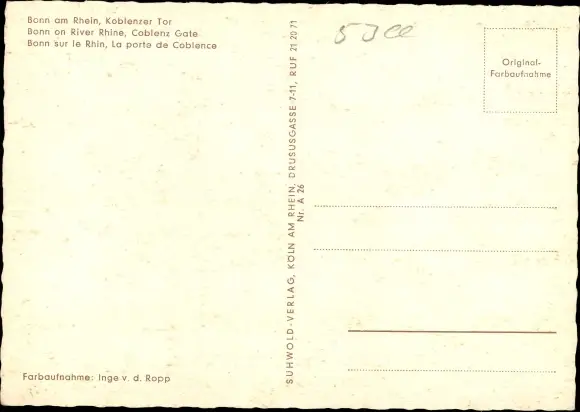 Bonn am Rhein, Koblenzer Tor
Bonn on River Rhine, Coblenz Gate
Bonn sur le Rhin, La porte de Coblence
Farbaufnahme: Inge v. d. Ropp
SUHWOLD-VERLAG, KÖLN AM RHEIN, DRUSUSGASSE 7-11, RUF 21 20 71
Nr. A 26
Original-
Farbaufnahme